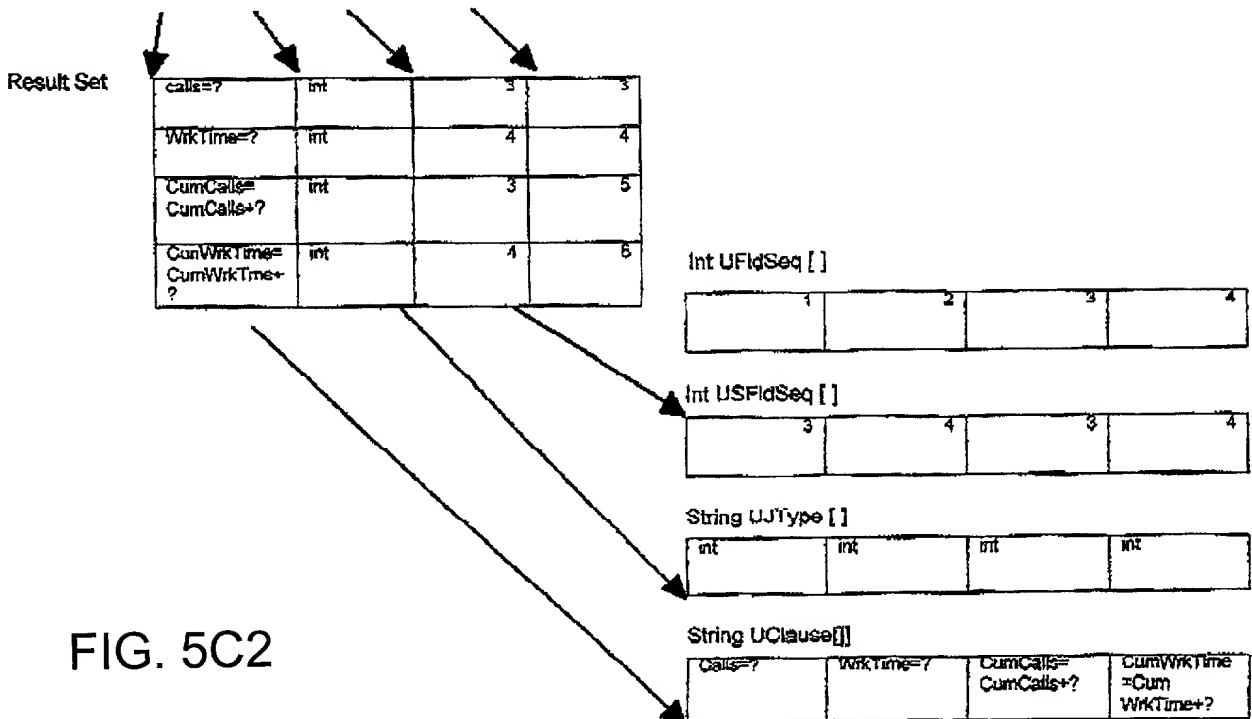 Result Set
calls=? int 3 3
WrkTime=? int 4 4
CumCalls=
CumCalls+?
int 3 5
CunWrkTime=
CumWrkTme+
?
int 4 6
Int UFldSeq [ ]
1 2 3 4
Int USFldSeq [ ]
3 4 3 4
String UJType [ ]
int int int int
String UClause[]]
Calls=? WrkTime=?
CumCalls=
CumCalls+?
CumWrkTime
=Cum
WrkTime+?
FIG. 5C2